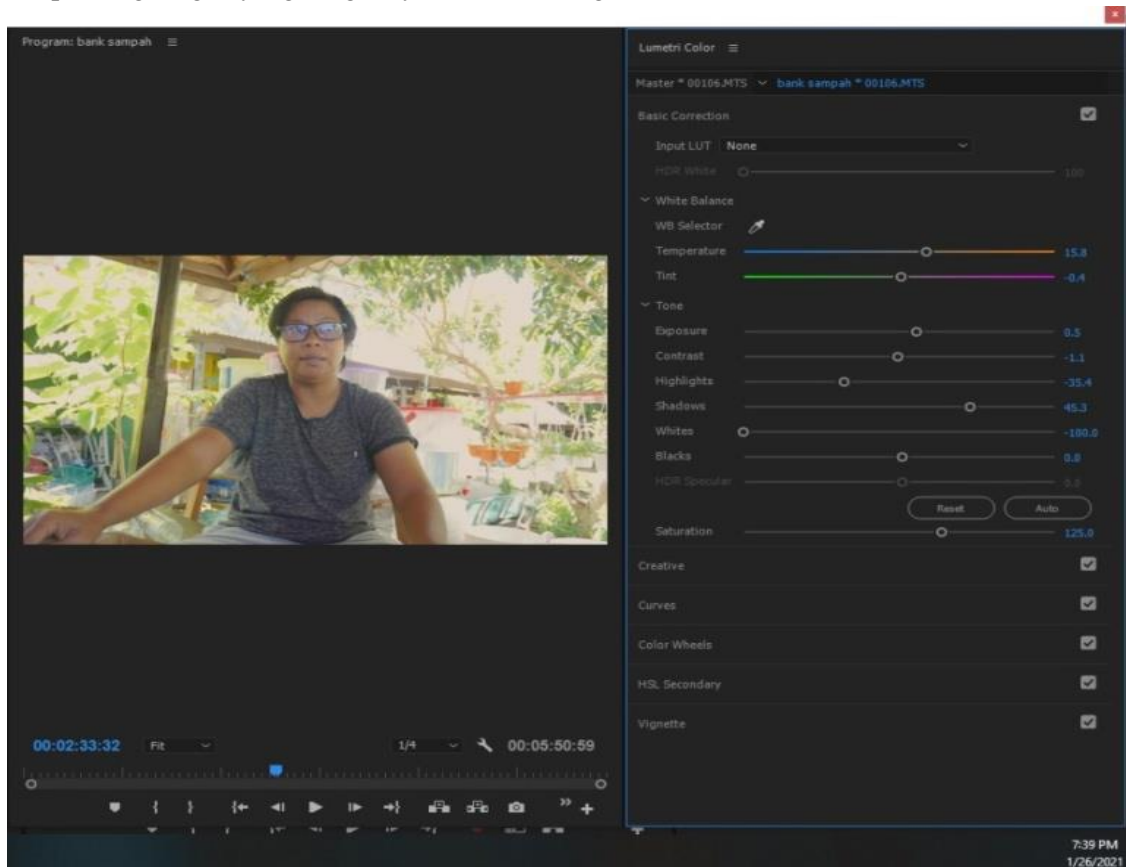 Program: bank sampah
Lumetri Color
Master * 00106.MTS bank sampah * 00106.MTS
Basic Correction
Input LUT None
HDR White 100
White Balance
WB Selector
Temperature 15.8
Tint -0.4
Tone
Exposure 0.5
Contrast -1.1
Highlights -35.4
Shadows 45.3
Whites -100.0
Blacks 0.0
HDR Specular 0.0
Reset Auto
Saturation 125.0
Creative
Curves
Color Wheels
HSL Secondary
Vignette
00:02:33:32 Fit 1/4 00:05:50:59
7:39 PM
1/26/2021